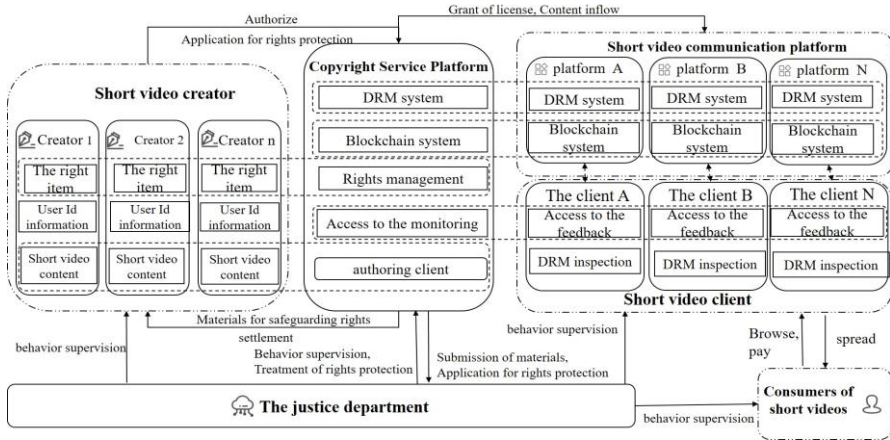 Authorize
Application for rights protection
Grant of license, Content inflow
Short video creator
Creator 1
Creator 2
Creator n
The right
item
The right
item
The right
item
User Id
information
User Id
information
User Id
information
Short video
content
Short video
content
Short video
content
Copyright Service Platform
DRM system
Blockchain system
Rights management
Access to the monitoring
authoring client
Short video communication platform
platform A
platform B
platform N
DRM system
DRM system
DRM system
Blockchain
system
Blockchain
system
Blockchain
system
The client A
The client B
The client N
Access to the
feedback
Access to the
feedback
Access to the
feedback
DRM inspection
DRM inspection
DRM inspection
Short video client
behavior supervision
Materials for safeguarding rights
settlement
Behavior supervision,
Treatment of rights protection
Submission of materials,
Application for rights protection
behavior supervision
Browse,
pay
spread
The justice department
behavior supervision
Consumers of
short videos